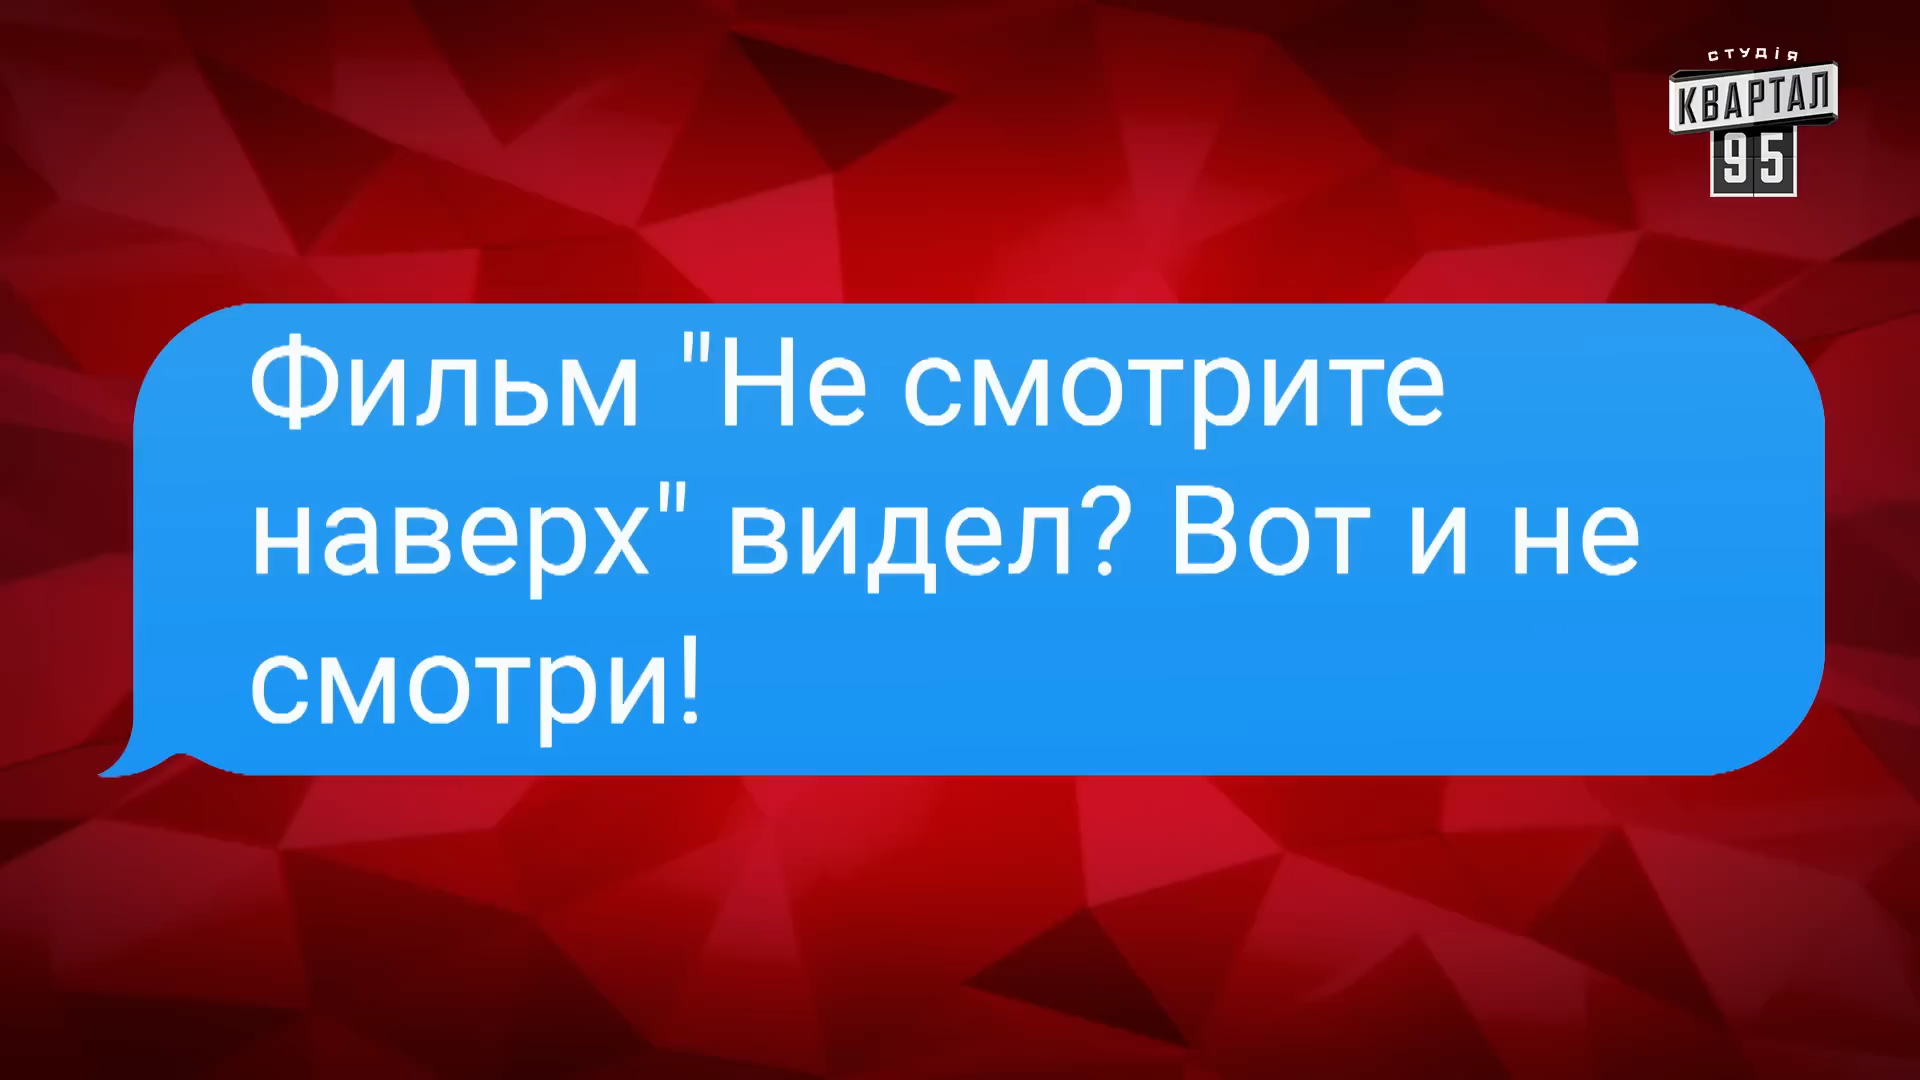 студія
КВАРТАЛ
95
Фильм "Не смотрите
наверх" видел? Вот и не
смотри!